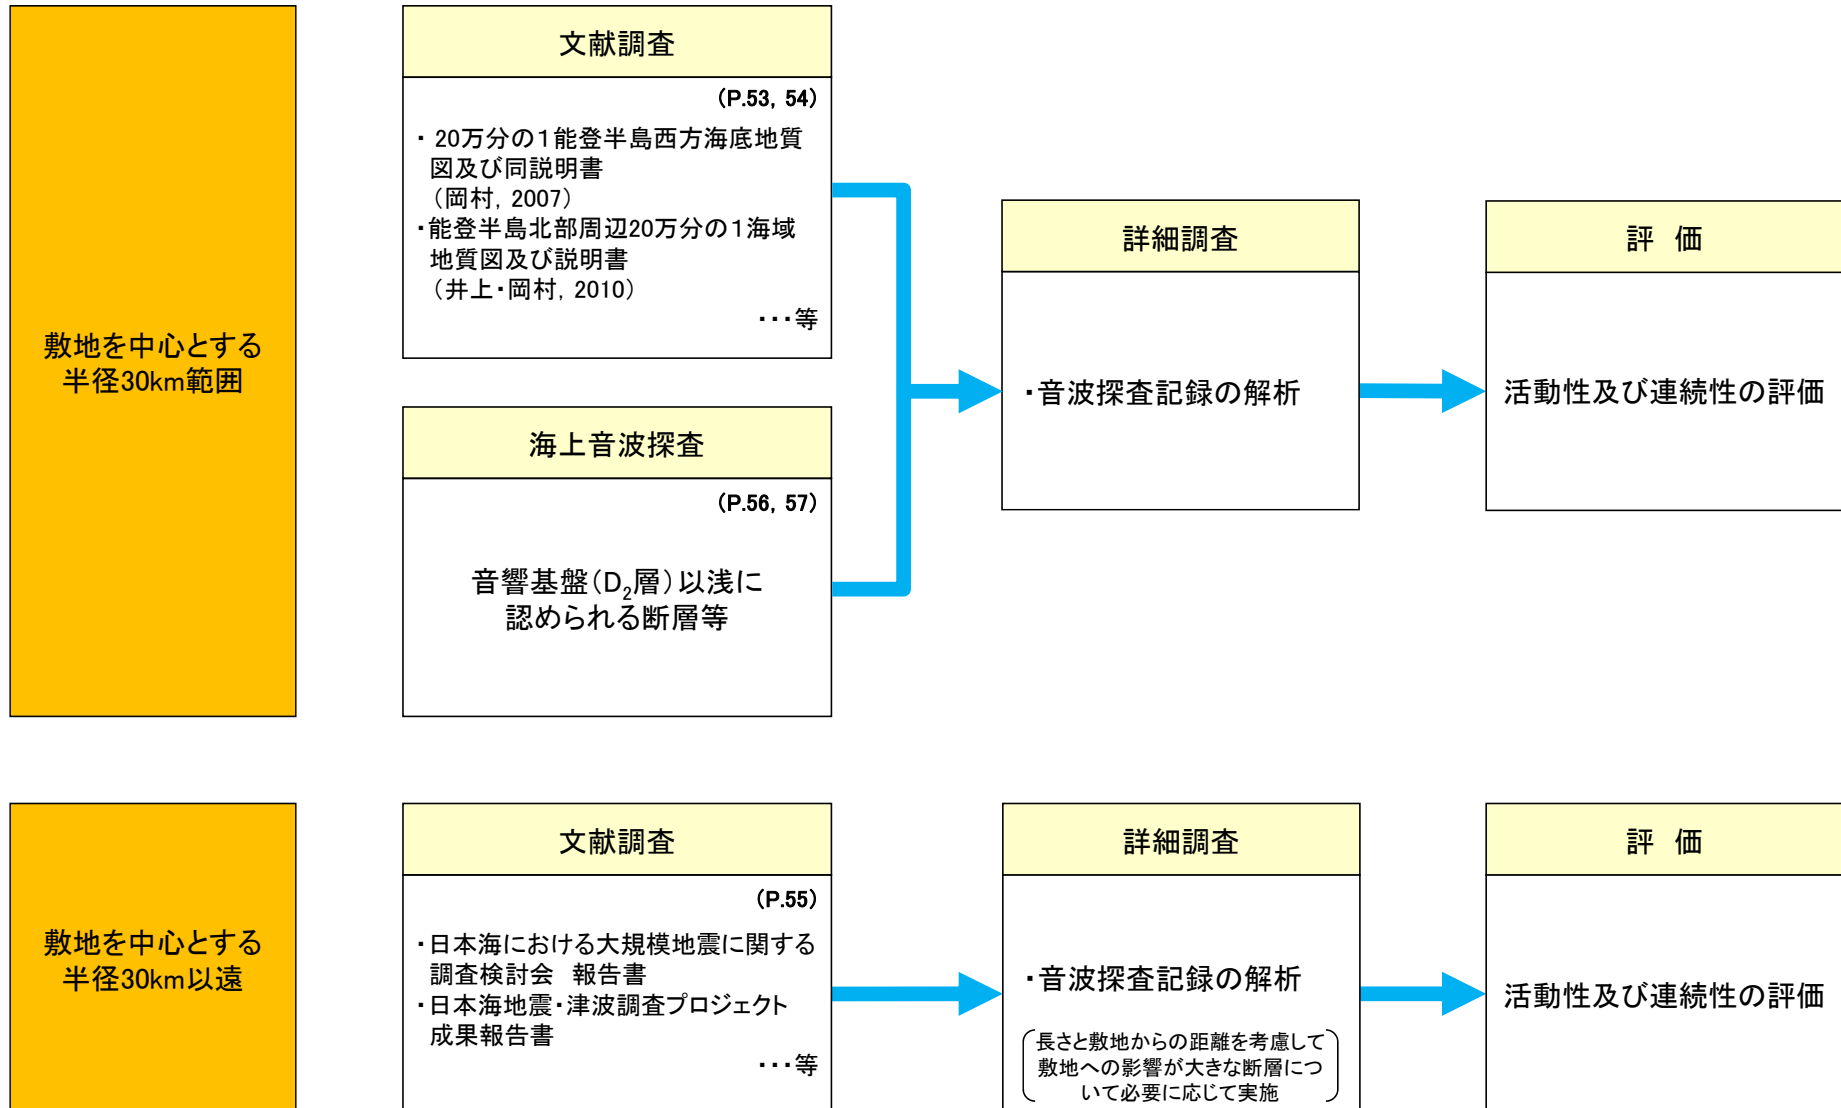 敷地を中心とする
半径30km範囲
文献調査
(P.53, 54)
・ 20万分の1能登半島西方海底地質
図及び同説明書
（岡村, 2007）
・能登半島北部周辺20万分の1海域
地質図及び説明書
（井上・岡村, 2010）
・・・等
海上音波探査
(P.56, 57)
音響基盤（D₂層）以浅に
認められる断層等
詳細調査
・音波探査記録の解析
評 価
活動性及び連続性の評価
敷地を中心とする
半径30km以遠
文献調査
(P.55)
・日本海における大規模地震に関する
調査検討会 報告書
・日本海地震・津波調査プロジェクト
成果報告書
・・・等
詳細調査
・音波探査記録の解析
長さと敷地からの距離を考慮して
敷地への影響が大きな断層につ
いて必要に応じて実施
評 価
活動性及び連続性の評価